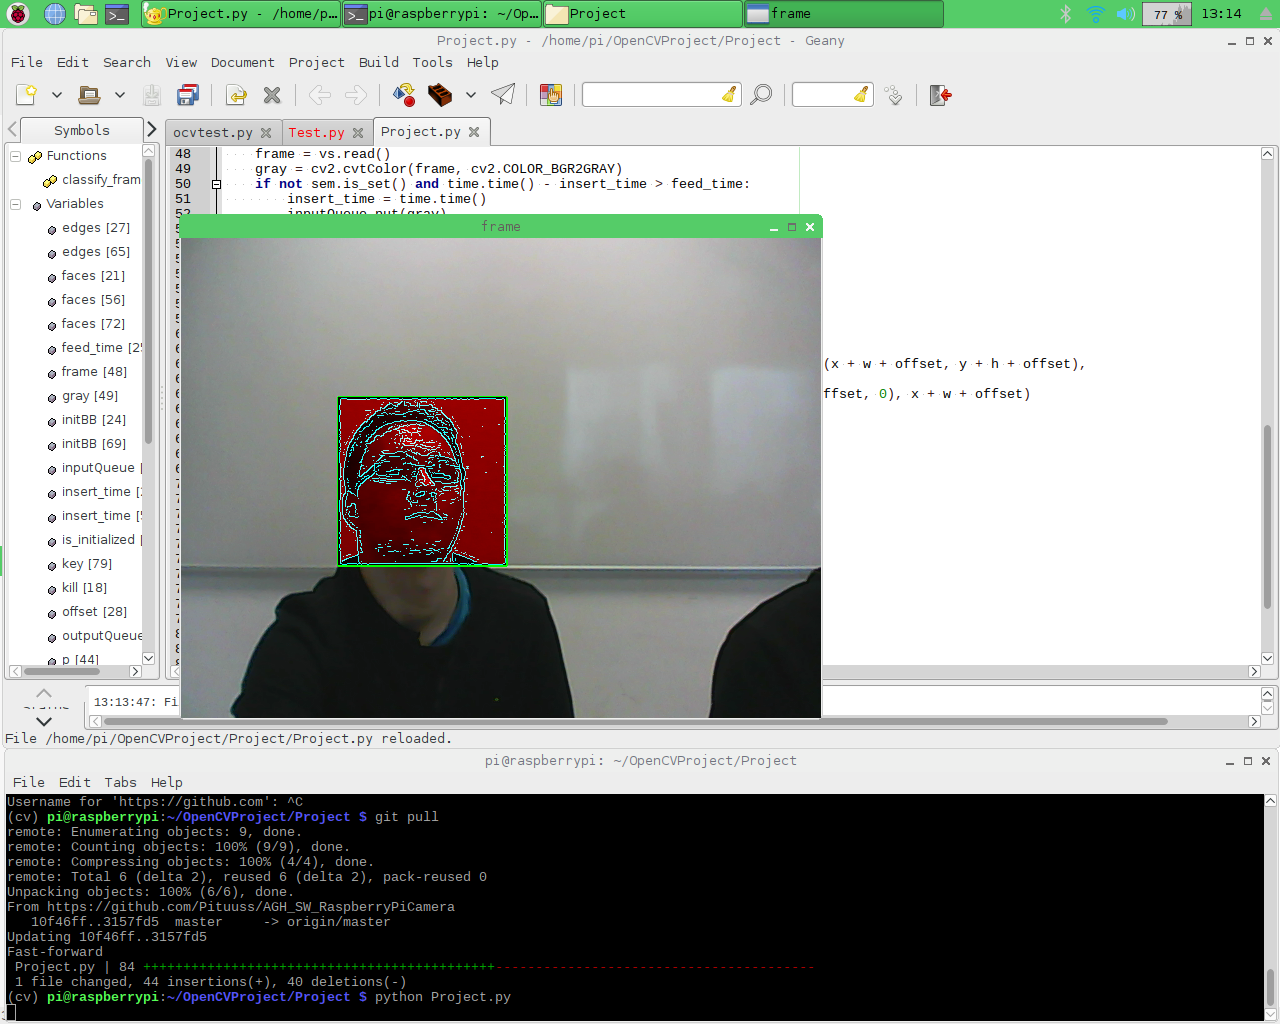 Project.py - /home/p...
pi@raspberrypi: ~/Op...
Project
frame
77 %
13:14
Project.py - /home/pi/OpenCVProject/Project - Geany
File Edit Search View Document Project Build Tools Help
Symbols
ocvtest.py
Test.py
Project.py
Functions
classify_fram
Variables
edges [27]
edges [65]
faces [21]
faces [56]
faces [72]
feed_time [25
frame [48]
gray [49]
initBB [24]
initBB [69]
inputQueue [
insert_time [
insert_time [
is_initialized [
key [79]
kill [18]
offset [28]
outputQueue
p [44]
48 frame = vs.read()
49 gray = cv2.cvtColor(frame, cv2.COLOR_BGR2GRAY)
50 if not sem.is_set() and time.time() - insert_time > feed_time:
51 insert_time = time.time()
52 inputQueue.put(gray)
frame
(x + w + offset, y + h + offset),
ffset, 0), x + w + offset)
13:13:47: Fi
File /home/pi/OpenCVProject/Project/Project.py reloaded.
pi@raspberrypi: ~/OpenCVProject/Project
File Edit Tabs Help
Username for 'https://github.com': ^C
(cv) pi@raspberrypi:~/OpenCVProject/Project $ git pull
remote: Enumerating objects: 9, done.
remote: Counting objects: 100% (9/9), done.
remote: Compressing objects: 100% (4/4), done.
remote: Total 6 (delta 2), reused 6 (delta 2), pack-reused 0
Unpacking objects: 100% (6/6), done.
From https://github.com/Pituuss/AGH_SW_RaspberryPiCamera
   10f46ff..3157fd5  master     -> origin/master
Updating 10f46ff..3157fd5
Fast-forward
 Project.py | 84 ++++++++++++++++++++++++++++++++++++++++++++----------------------------------------
 1 file changed, 44 insertions(+), 40 deletions(-)
(cv) pi@raspberrypi:~/OpenCVProject/Project $ python Project.py